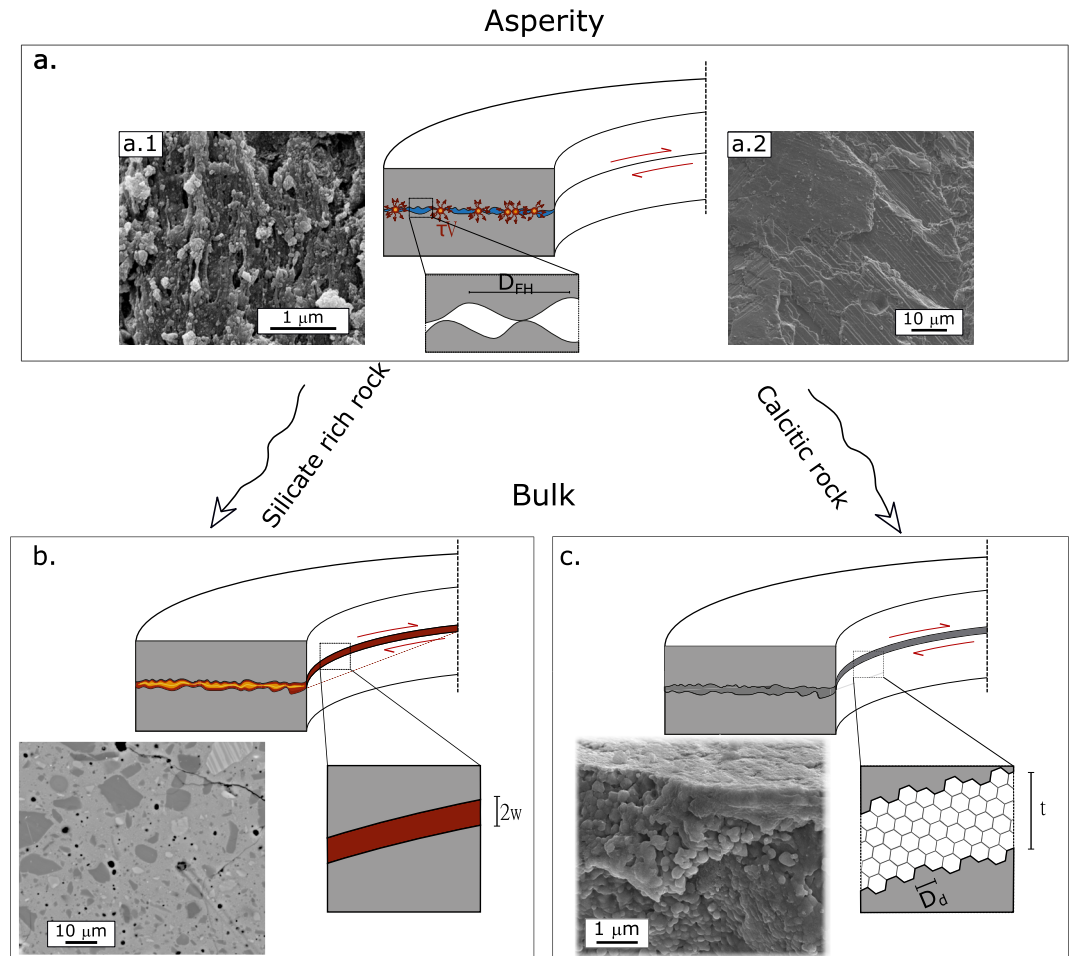 Asperity
a.
a.1
1 μm
τV
D_FH
a.2
10 μm
Silicate rich rock
Calcitic rock
Bulk
b.
10 μm
2w
c.
1 μm
t
D_d